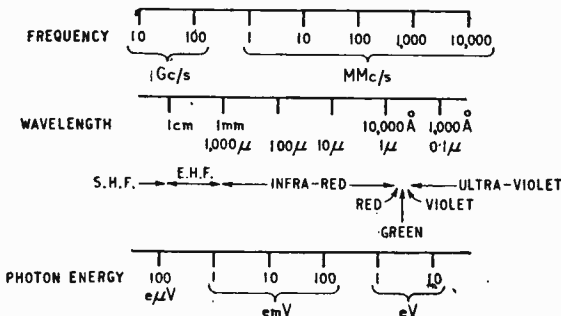 FREQUENCY 10 100 1 10 100 1,000 10,000
Gc/s MMc/s
WAVELENGTH 1cm 1mm 10,000 Å 1,000 Å
1,000μ 100μ 10μ 1μ 0·1μ
S.H.F. E.H.F. INFRA-RED ULTRA-VIOLET
RED VIOLET
GREEN
PHOTON ENERGY 100 1 10 100 1 10
eμV emV eV